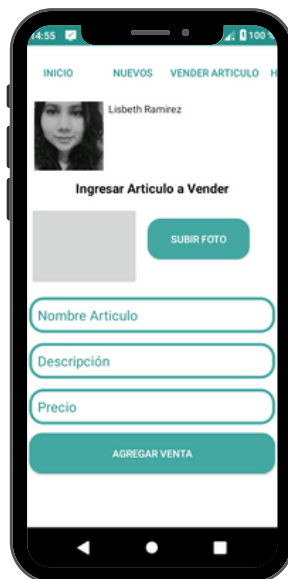 4:55 100 %
INICIO NUEVOS VENDER ARTICULO H
Lisbeth Ramirez
Ingresar Articulo a Vender
SUBIR FOTO
Nombre Articulo
Descripción
Precio
AGREGAR VENTA